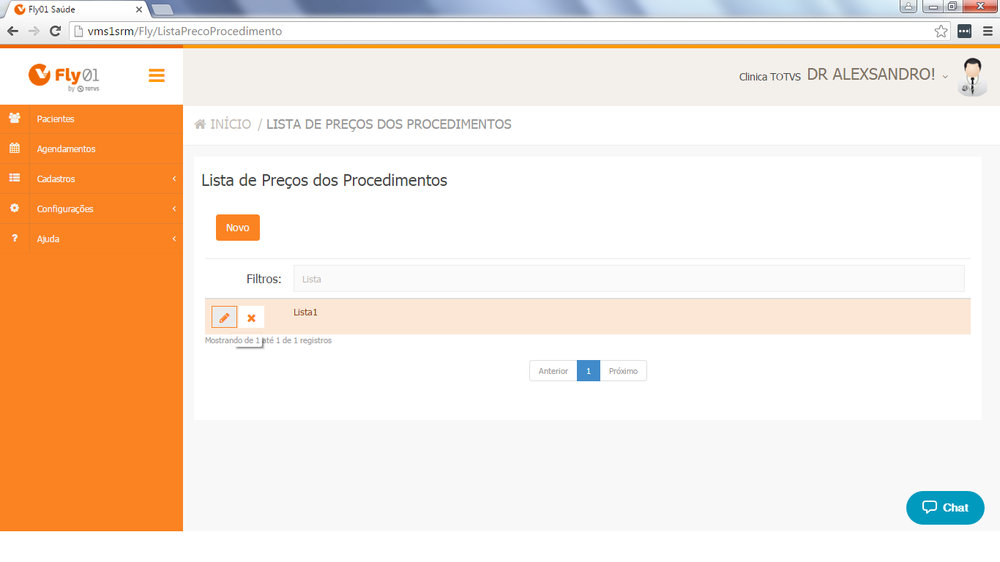 Fly01 Saúde
vms1srm/Fly/ListaPrecoProcedimento
Fly01
by TOTVS
Clinica TOTVS DR ALEXSANDRO!
Pacientes
Agendamentos
Cadastros
Configurações
? Ajuda
INÍCIO / LISTA DE PREÇOS DOS PROCEDIMENTOS
Lista de Preços dos Procedimentos
Novo
Filtros: Lista
Lista1
Mostrando de 1 até 1 de 1 registros
Anterior 1 Próximo
Chat